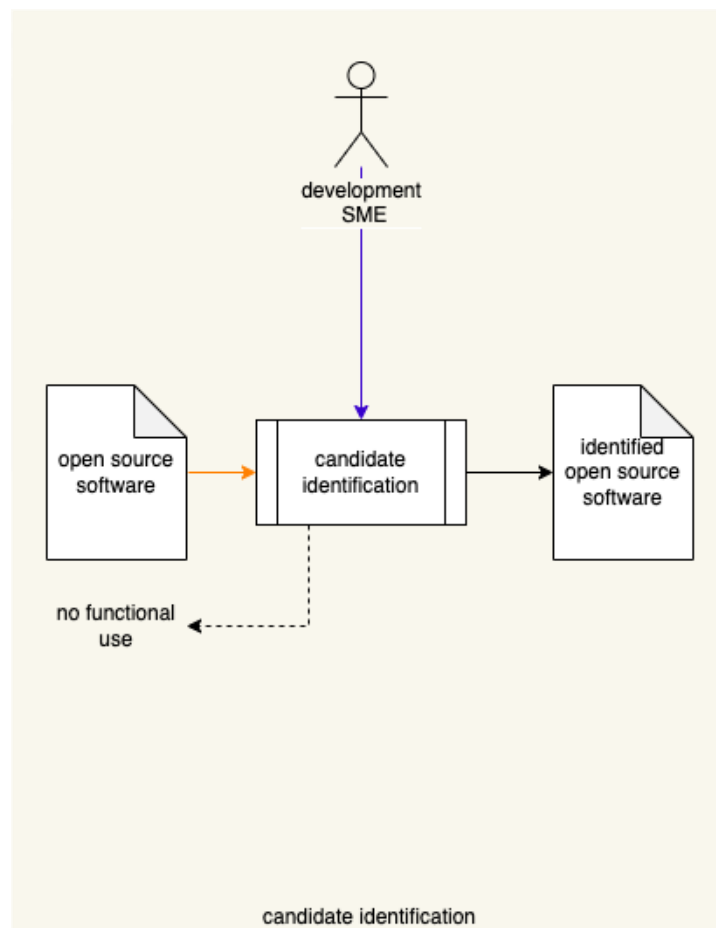 development
SME
open source
software
candidate
identification
identified
open source
software
no functional
use
candidate identification